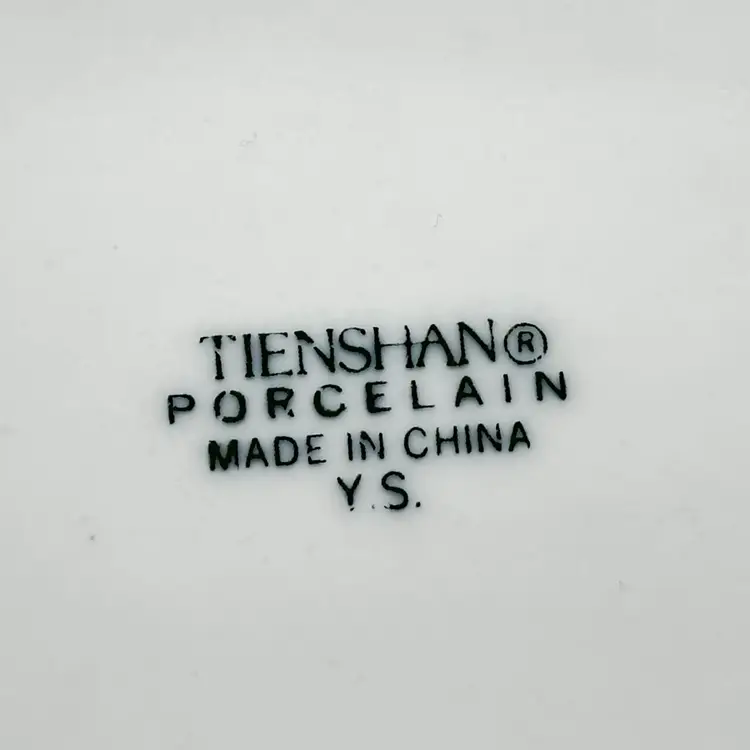 TIENSHAN®
PORCELAIN
MADE IN CHINA
Y.S.